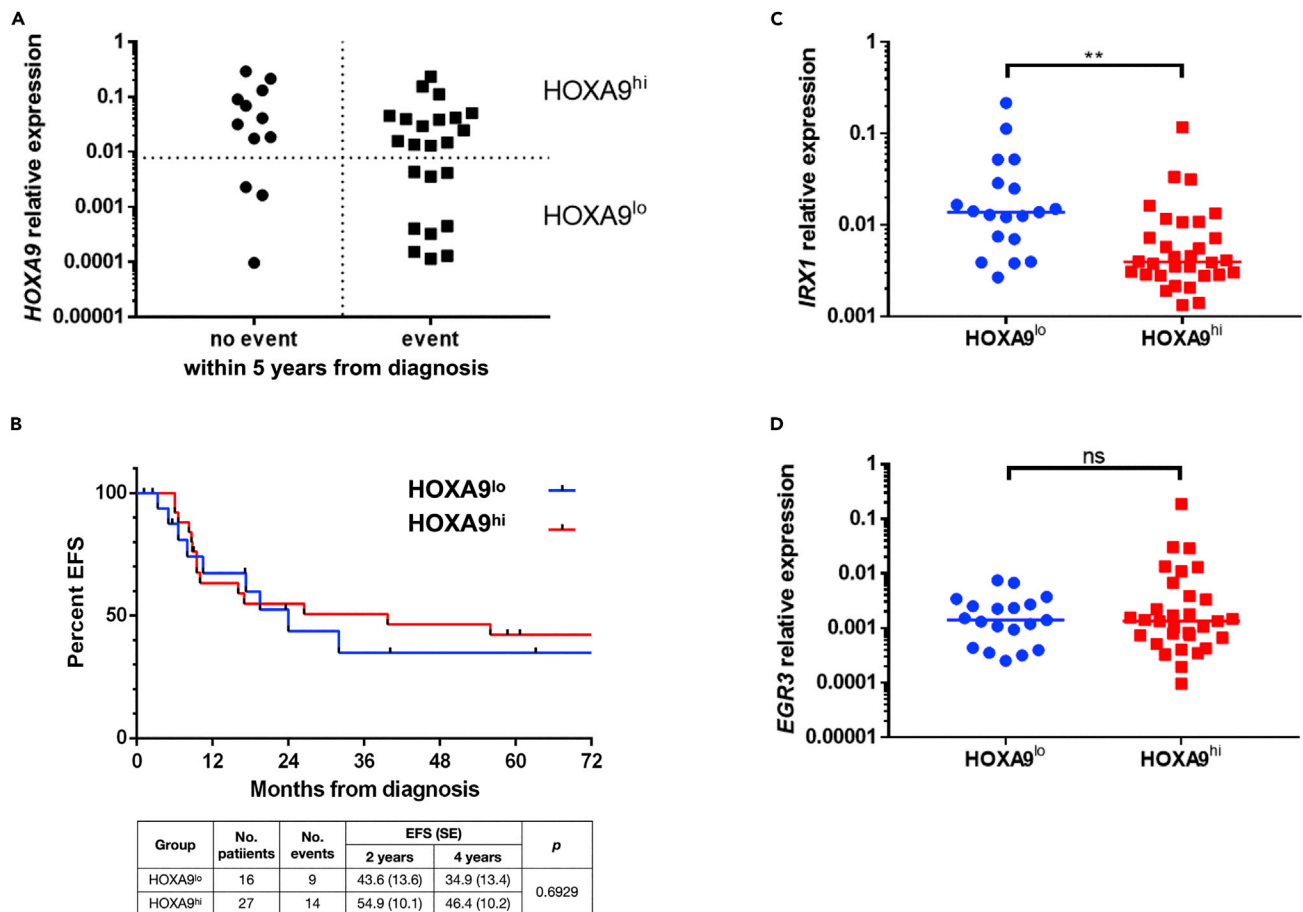 A
HOXA9 relative expression
1
0.1
0.01
0.001
0.0001
0.00001
HOXA9hi
HOXA9lo
no event event
within 5 years from diagnosis
B
Percent EFS
100
50
0
HOXA9lo
HOXA9hi
0 12 24 36 48 60 72
Months from diagnosis
Group No. patiients No. events EFS (SE) p
2 years 4 years
HOXA9lo 16 9 43.6 (13.6) 34.9 (13.4) 0.6929
HOXA9hi 27 14 54.9 (10.1) 46.4 (10.2)
C
IRX1 relative expression
1
0.1
0.01
0.001
**
HOXA9lo HOXA9hi
D
EGR3 relative expression
1
0.1
0.01
0.001
0.0001
0.00001
ns
HOXA9lo HOXA9hi